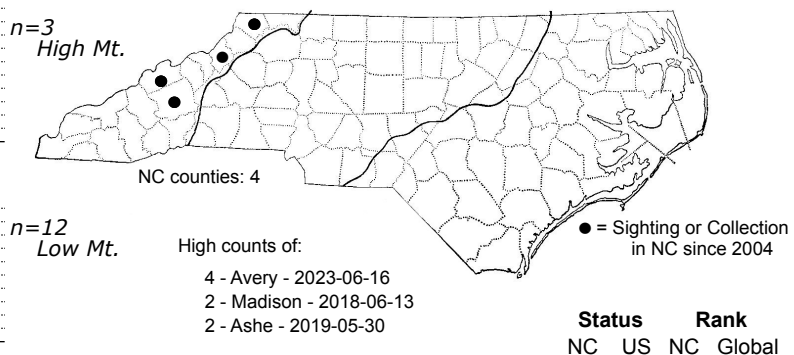 n=3
High Mt.
NC counties: 4
n=12
Low Mt.
High counts of:
4 - Avery - 2023-06-16
2 - Madison - 2018-06-13
2 - Ashe - 2019-05-30
● = Sighting or Collection
in NC since 2004
Status Rank
NC US NC Global